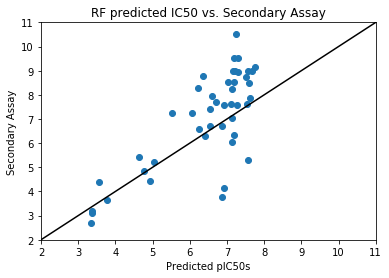 RF predicted IC50 vs. Secondary Assay
11
10
9
8
7
6
5
4
3
2
Secondary Assay
2 3 4 5 6 7 8 9 10 11
Predicted pIC50s